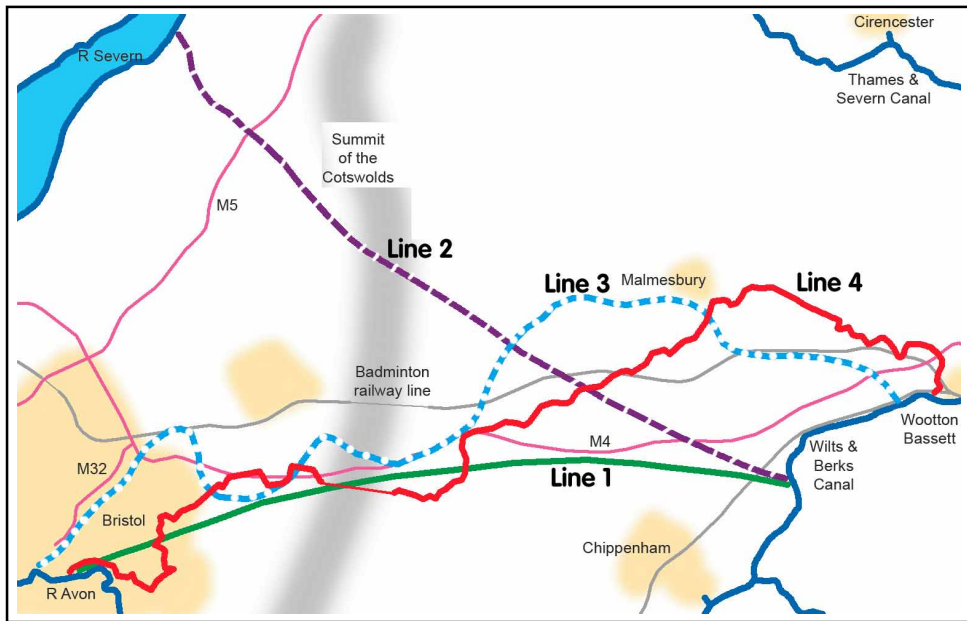 Cirencester
R Severn
Thames &
Severn Canal
Summit
of the
Cotswolds
M5
Line 2
Line 3
Malmesbury
Line 4
Badminton
railway line
M4
Wootton
Bassett
Wilts &
Berks
Canal
M32
Line 1
Bristol
Chippenham
R Avon